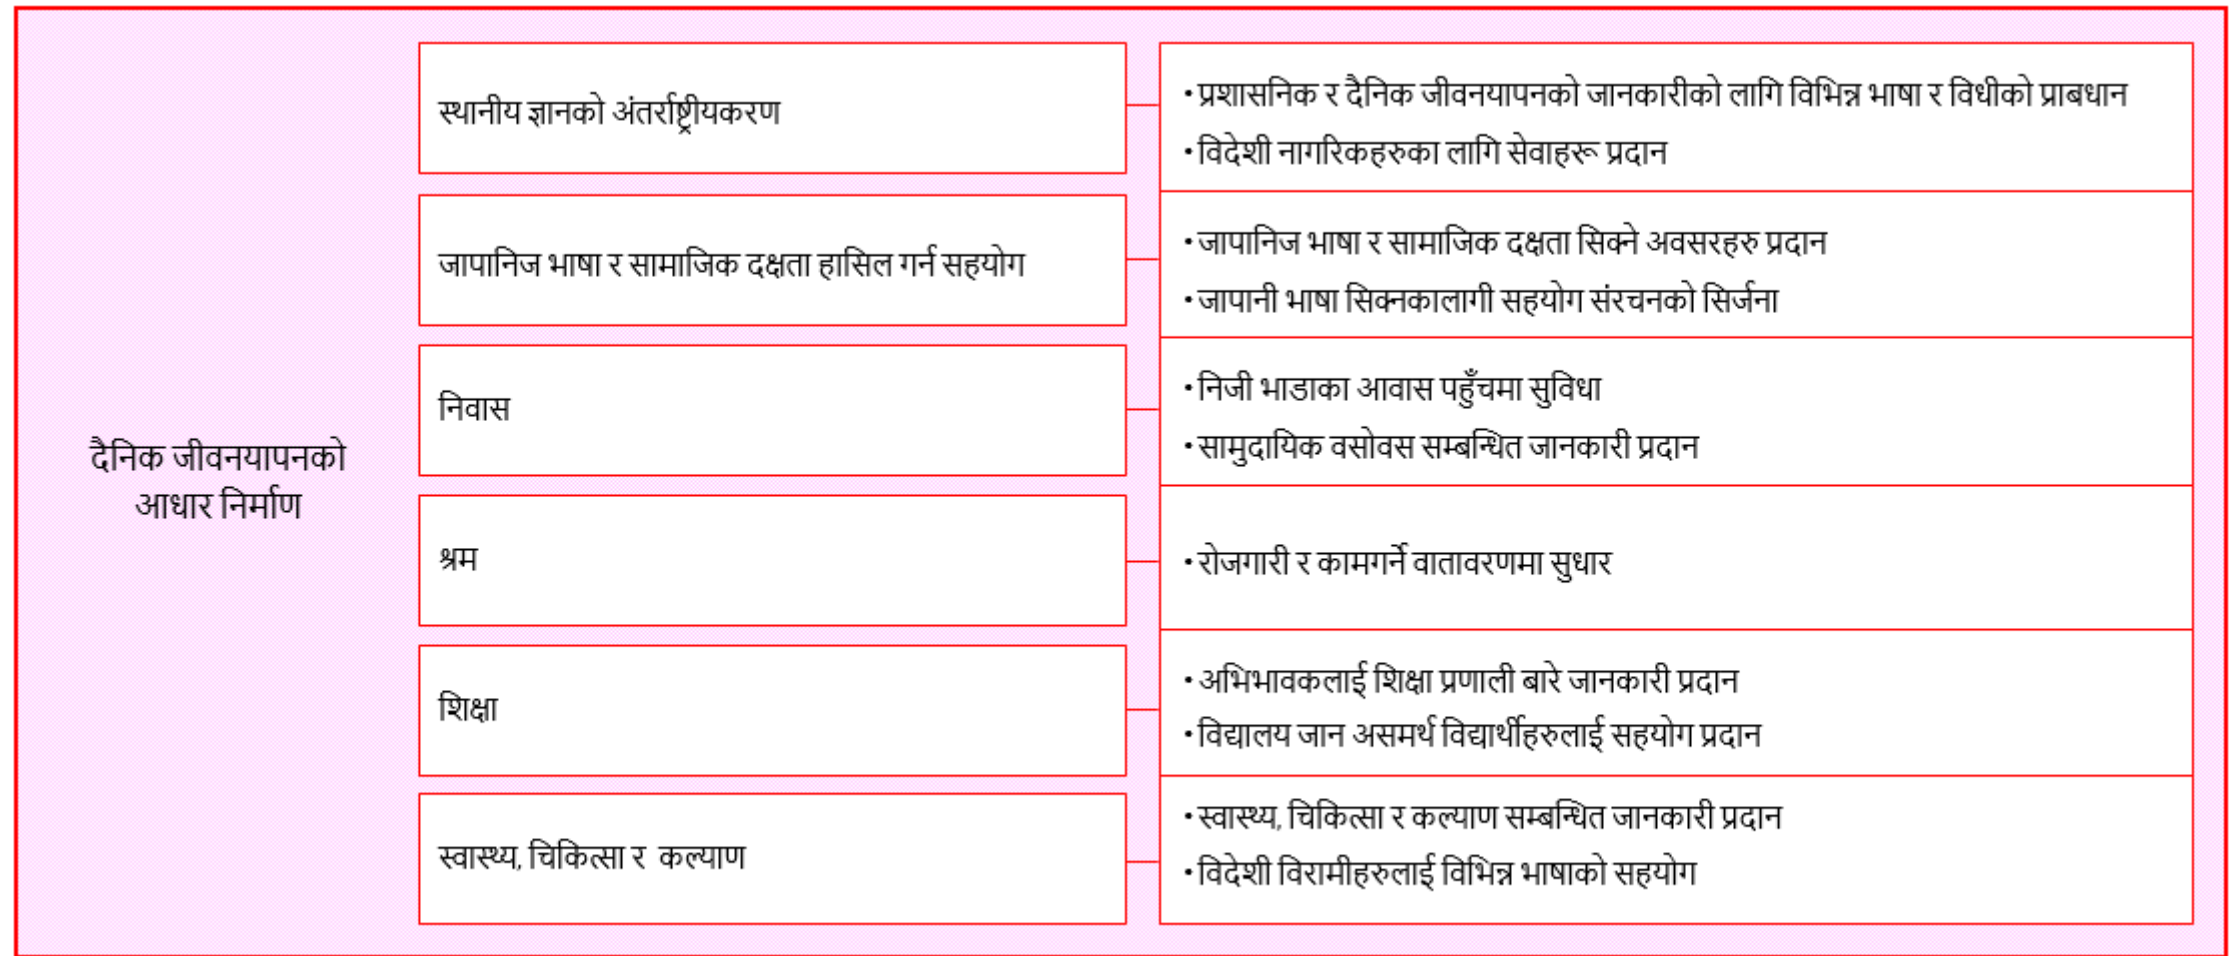 दैनिक जीवनयापनको
आधार निर्माण
स्थानीय ज्ञानको अंतर्राष्ट्रीयकरण
•प्रशासनिक र दैनिक जीवनयापनको जानकारीको लागि विभिन्न भाषा र विधीको प्राबधान
•विदेशी नागरिकहरुका लागि सेवाहरू प्रदान
जापानिज भाषा र सामाजिक दक्षता हासिल गर्न सहयोग
•जापानिज भाषा र सामाजिक दक्षता सिक्ने अवसरहरु प्रदान
•जापानी भाषा सिक्नकालागी सहयोग संरचनको सिर्जना
निवास
•निजी भाडाका आवास पहुँचमा सुविधा
•सामुदायिक वसोवस सम्बन्धित जानकारी प्रदान
श्रम
•रोजगारी र कामगर्ने वातावरणमा सुधार
शिक्षा
•अभिभावकलाई शिक्षा प्रणाली बारे जानकारी प्रदान
•विद्यालय जान असमर्थ विद्यार्थीहरुलाई सहयोग प्रदान
स्वास्थ्य, चिकित्सा र कल्याण
•स्वास्थ्य, चिकित्सा र कल्याण सम्बन्धित जानकारी प्रदान
•विदेशी विरामीहरुलाई विभिन्न भाषाको सहयोग